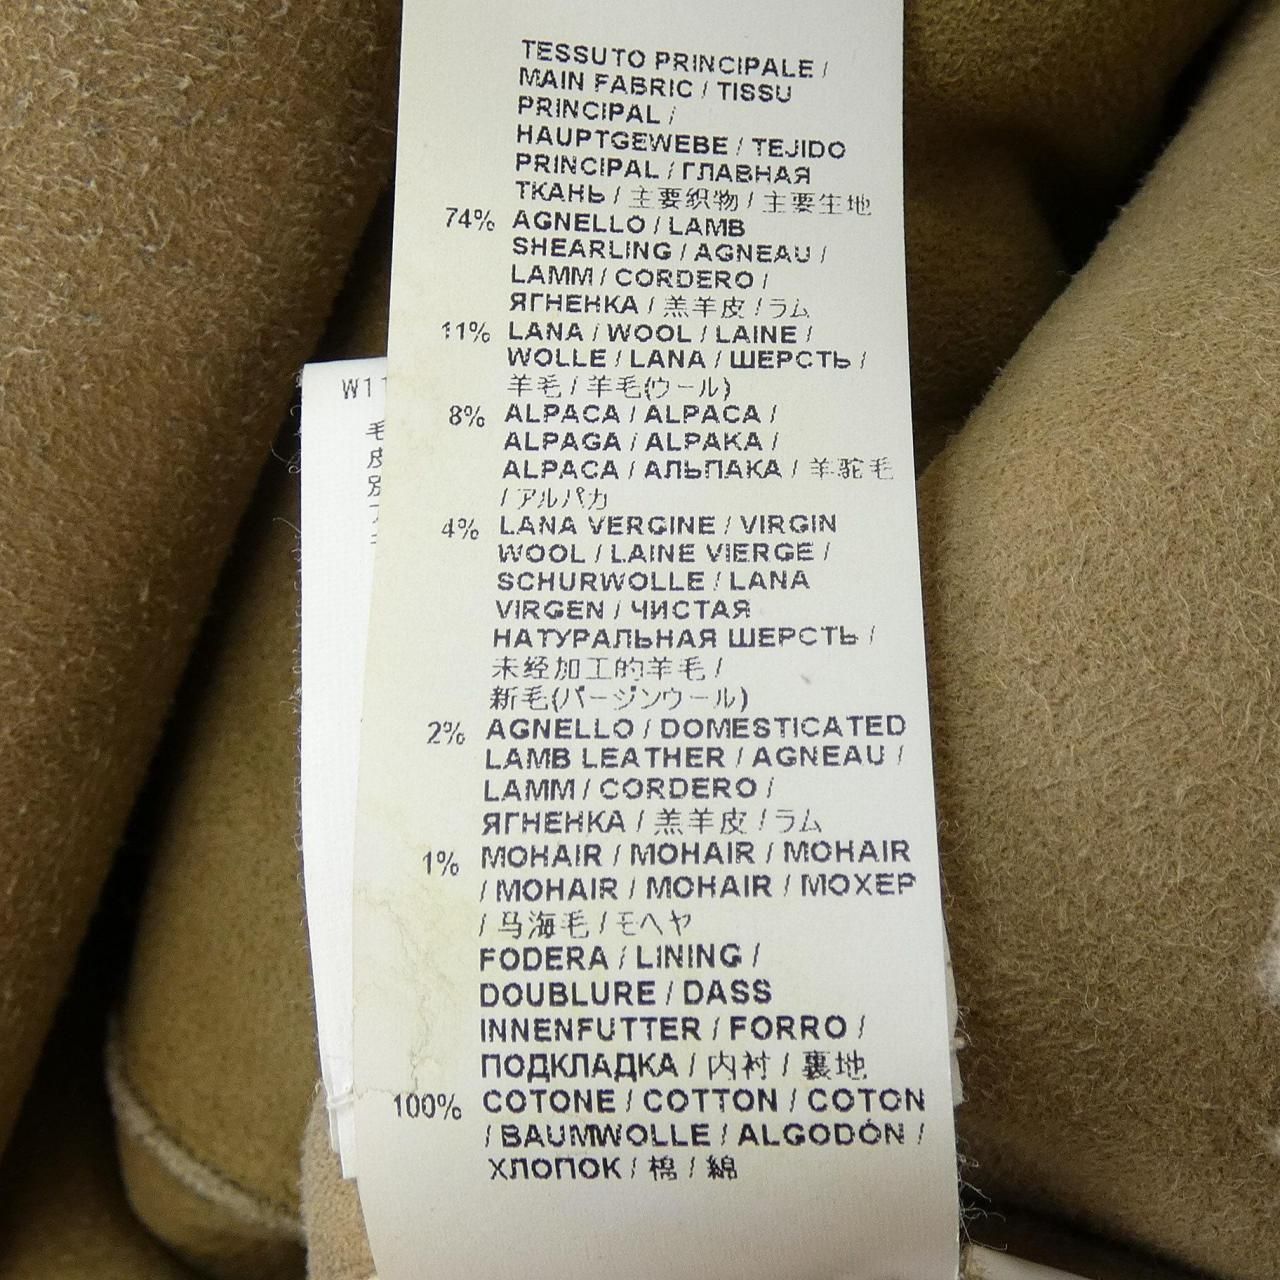 TESSUTO PRINCIPALE /
MAIN FABRIC / TISSU
PRINCIPAL /
HAUPTGEWEBE / TEJIDO
PRINCIPAL / ГЛАВНАЯ
ТКАНЬ / 主要织物 / 主要生地
74% AGNELLO / LAMB
SHEARLING / AGNEAU /
LAMM / CORDERO /
ЯГНЕНКА / 羔羊皮 / ラム
11% LANA / WOOL / LAINE /
WOLLE / LANA / ШЕРСТЬ /
羊毛 / 羊毛(ウール)
8% ALPACA / ALPACA /
ALPAGA / ALPAKA /
ALPACA / АЛЬПАКА / 羊驼毛
/ アルパカ
4% LANA VERGINE / VIRGIN
WOOL / LAINE VIERGE /
SCHURWOLLE / LANA
VIRGEN / ЧИСТАЯ
НАТУРАЛЬНАЯ ШЕРСТЬ /
未经加工的羊毛 /
新毛(バージンウール)
2% AGNELLO / DOMESTICATED
LAMB LEATHER / AGNEAU /
LAMM / CORDERO /
ЯГНЕНКА / 羔羊皮 / ラム
1% MOHAIR / MOHAIR / MOHAIR
/ MOHAIR / MOHAIR / МОХЕР
/ 马海毛 / モヘヤ
FODERA / LINING /
DOUBLURE / DASS
INNENFUTTER / FORRO /
ПОДКЛАДКА / 内衬 / 裏地
100% COTONE / COTTON / COTON
/ BAUMWOLLE / ALGODÓN /
ХЛОПОК / 棉 / 綿
W11
毛
皮